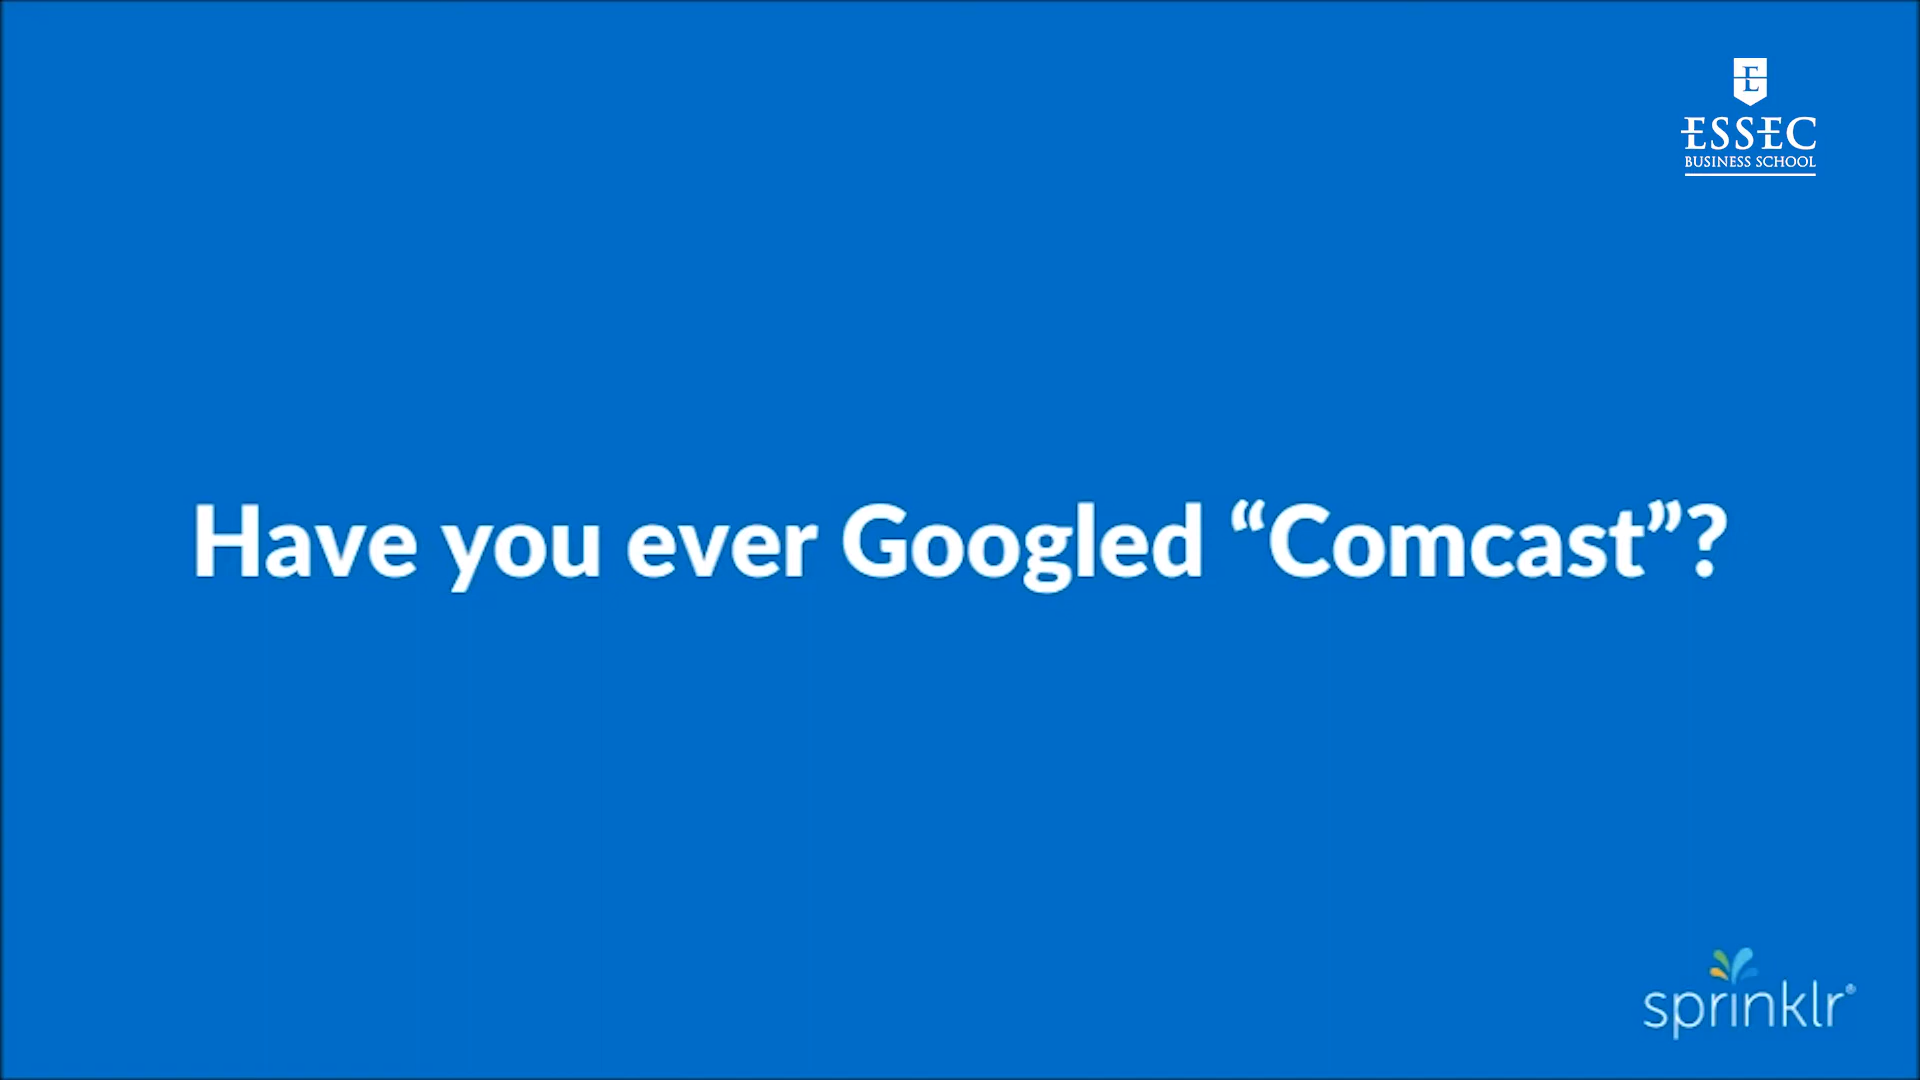 E
ESSEC
BUSINESS SCHOOL
Have you ever Googled “Comcast”?
sprinklr®